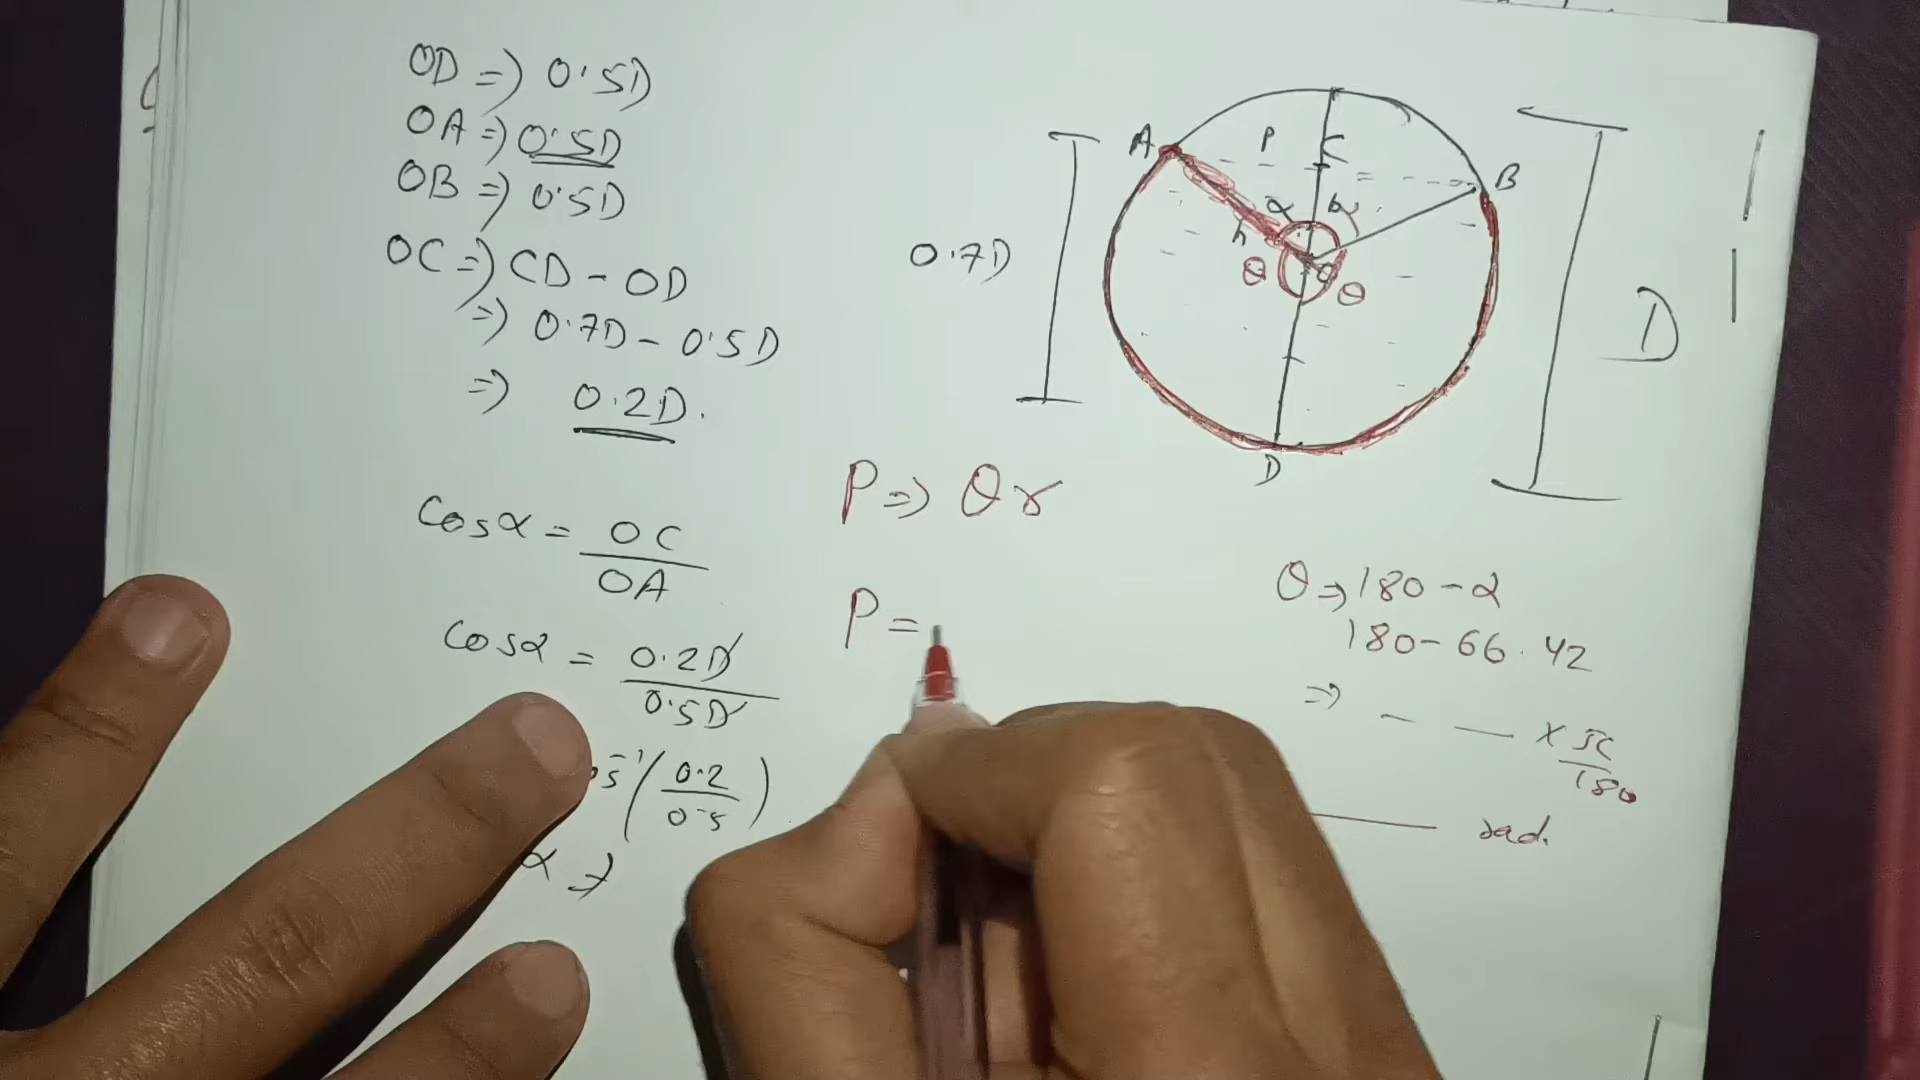 OD => 0.5D
OA => 0.5D
OB => 0.5D
OC => CD - OD
=> 0.7D - 0.5D
=> 0.2D.
Cosα = OC
OA
Cosα = 0.2D
0.5D
os⁻¹ (0.2
0.5)
α =>
0.7D
A P C B
α α
r
θ O θ
D
D
P => θr
P =
θ => 180 - α
180 - 66.42
=> — — × π
180
rad.